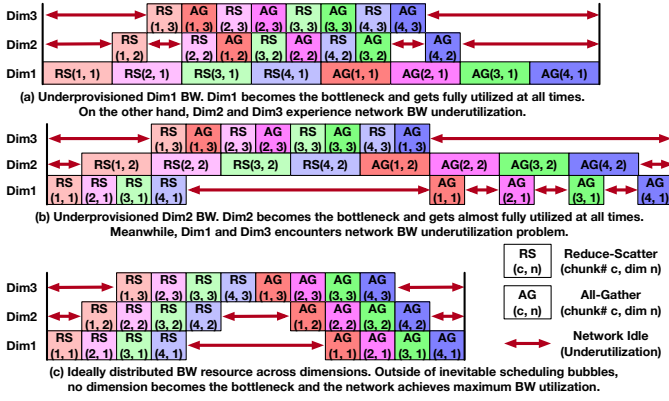 RS AG RS AG RS AG RS AG
Dim3
(1, 3) (1, 3) (2, 3) (2, 3) (3, 3) (3, 3) (4, 3) (4, 3)
RS RS AG RS AG RS AG AG
Dim2
(1, 2) (2, 2) (1, 2) (3, 2) (2, 2) (4, 2) (3, 2) (4, 2)
Dim1 RS(1, 1) RS(2, 1) RS(3, 1) RS(4, 1) AG(1, 1) AG(2, 1) AG(3, 1) AG(4, 1)
(a) Underprovisioned Dim1 BW. Dim1 becomes the bottleneck and gets fully utilized at all times.
On the other hand, Dim2 and Dim3 experience network BW underutilization.
RS AG RS AG RS AG RS AG
Dim3
(1, 3) (1, 3) (2, 3) (2, 3) (3, 3) (3, 3) (4, 3) (1, 3)
Dim2 RS(1, 2) RS(2, 2) RS(3, 2) RS(4, 2) AG(1, 2) AG(2, 2) AG(3, 2) AG(4, 2)
RS RS RS RS AG AG AG AG
Dim1
(1, 1) (2, 1) (3, 1) (4, 1) (1, 1) (2, 1) (3, 1) (4, 1)
(b) Underprovisioned Dim2 BW. Dim2 becomes the bottleneck and gets almost fully utilized at all times.
Meanwhile, Dim1 and Dim3 encounters network BW underutilization problem.
RS RS RS RS AG AG AG AG
Dim3
(1, 3) (2, 3) (3, 3) (4, 3) (1, 3) (2, 3) (3, 3) (4, 3)
RS RS RS RS AG AG AG AG
Dim2
(1, 2) (2, 2) (3, 2) (4, 2) (1, 2) (2, 2) (3, 2) (4, 2)
RS RS RS RS AG AG AG AG
Dim1
(1, 1) (2, 1) (3, 1) (4, 1) (1, 1) (2, 1) (3, 1) (4, 1)
RS Reduce-Scatter
(c, n) (chunk# c, dim n)
AG All-Gather
(c, n) (chunk# c, dim n)
Network Idle
(Underutilization)
(c) Ideally distributed BW resource across dimensions. Outside of inevitable scheduling bubbles,
no dimension becomes the bottleneck and the network achieves maximum BW utilization.